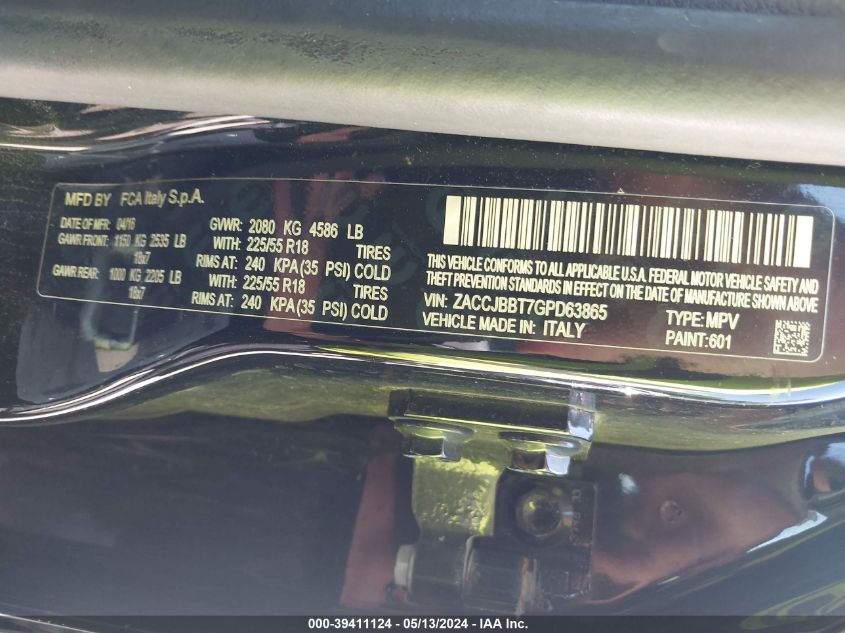 MFD BY FCA Italy S.p.A.
DATE OF MFR 04/16
GVWR: 2080 KG 4586 LB
GAWR FRONT: 1150 KG 2535 LB
WITH: 225/55 R18 TIRES
18x7
RIMS AT: 240 KPA(35 PSI) COLD
GAWR REAR: 1000 KG 2205 LB
WITH: 225/55 R18 TIRES
18x7
RIMS AT: 240 KPA(35 PSI) COLD
THIS VEHICLE CONFORMS TO ALL APPLICABLE U.S.A. FEDERAL MOTOR VEHICLE SAFETY AND
THEFT PREVENTION STANDARDS IN EFFECT ON THE DATE OF MANUFACTURE SHOWN ABOVE
VIN: ZACCJBBT7GPD63865 TYPE:MPV
VEHICLE MADE IN: ITALY PAINT:601
000-39411124 - 05/13/2024 - IAA Inc.